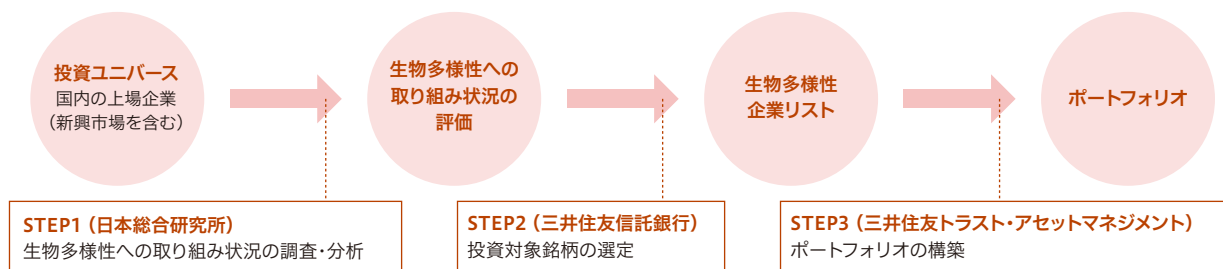 投資ユニバース
国内の上場企業
（新興市場を含む）
生物多様性への
取り組み状況の
評価
生物多様性
企業リスト
ポートフォリオ
STEP1（日本総合研究所）
生物多様性への取り組み状況の調査・分析
STEP2（三井住友信託銀行）
投資対象銘柄の選定
STEP3（三井住友トラスト・アセットマネジメント）
ポートフォリオの構築